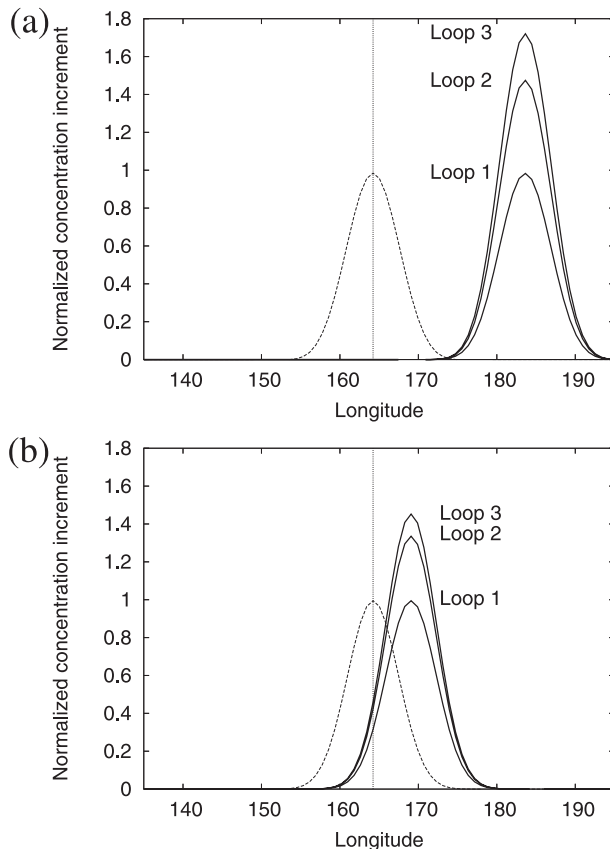 (a)
Normalized concentration increment
1.8
1.6
1.4
1.2
1
0.8
0.6
0.4
0.2
0
Loop 3
Loop 2
Loop 1
140 150 160 170 180 190
Longitude
(b)
Normalized concentration increment
1.8
1.6
1.4
1.2
1
0.8
0.6
0.4
0.2
0
Loop 3
Loop 2
Loop 1
140 150 160 170 180 190
Longitude